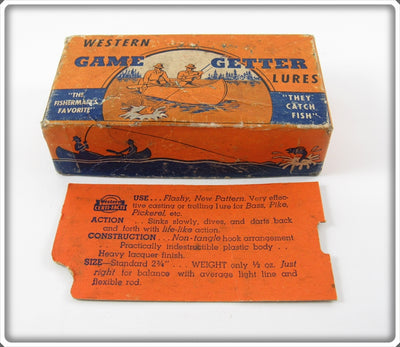 WESTERN
GAME GETTER
LURES
"THE
FISHERMAN'S
FAVORITE"
"THEY
CATCH
FISH"
Western
USE... Flashy, New Pattern. Very effec-
tive casting or trolling lure for Bass, Pike,
Pickerel, etc.
ACTION . . Sinks slowly, dives, and darts back
and forth with life-like action.
CONSTRUCTION... Non-tangle hook arrangement
. . Practically indestructible plastic body . .
Heavy lacquer finish.
SIZE—Standard 2¾" . . . WEIGHT only ½ oz. Just
right for balance with average light line and
flexible rod.